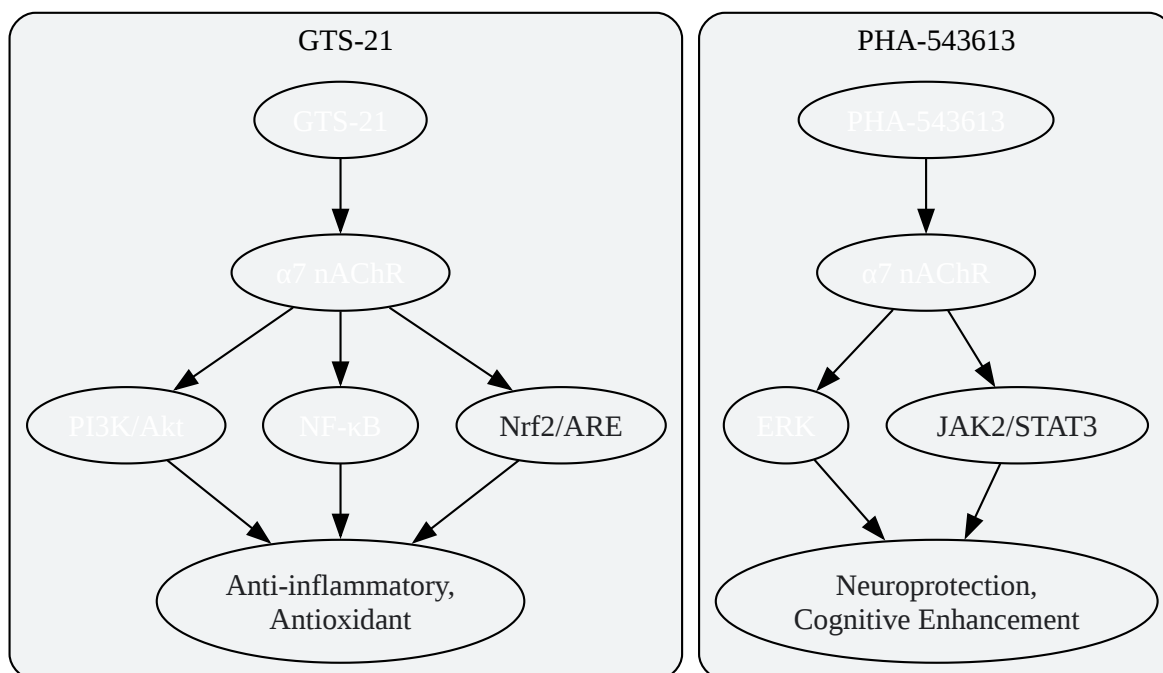 GTS-21
GTS-21
α7 nAChR
PI3K/Akt
NF-κB
Nrf2/ARE
Anti-inflammatory,
Antioxidant
PHA-543613
PHA-543613
α7 nAChR
ERK
JAK2/STAT3
Neuroprotection,
Cognitive Enhancement